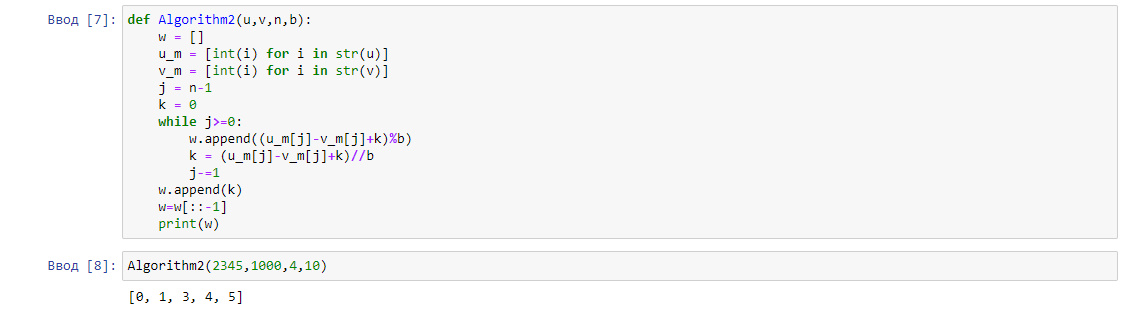 Ввод [7]: def Algorithm2(u,v,n,b):
    w = []
    u_m = [int(i) for i in str(u)]
    v_m = [int(i) for i in str(v)]
    j = n-1
    k = 0
    while j>=0:
        w.append((u_m[j]-v_m[j]+k)%b)
        k = (u_m[j]-v_m[j]+k)//b
        j-=1
    w.append(k)
    w=w[::-1]
    print(w)
Ввод [8]: Algorithm2(2345,1000,4,10)
[0, 1, 3, 4, 5]